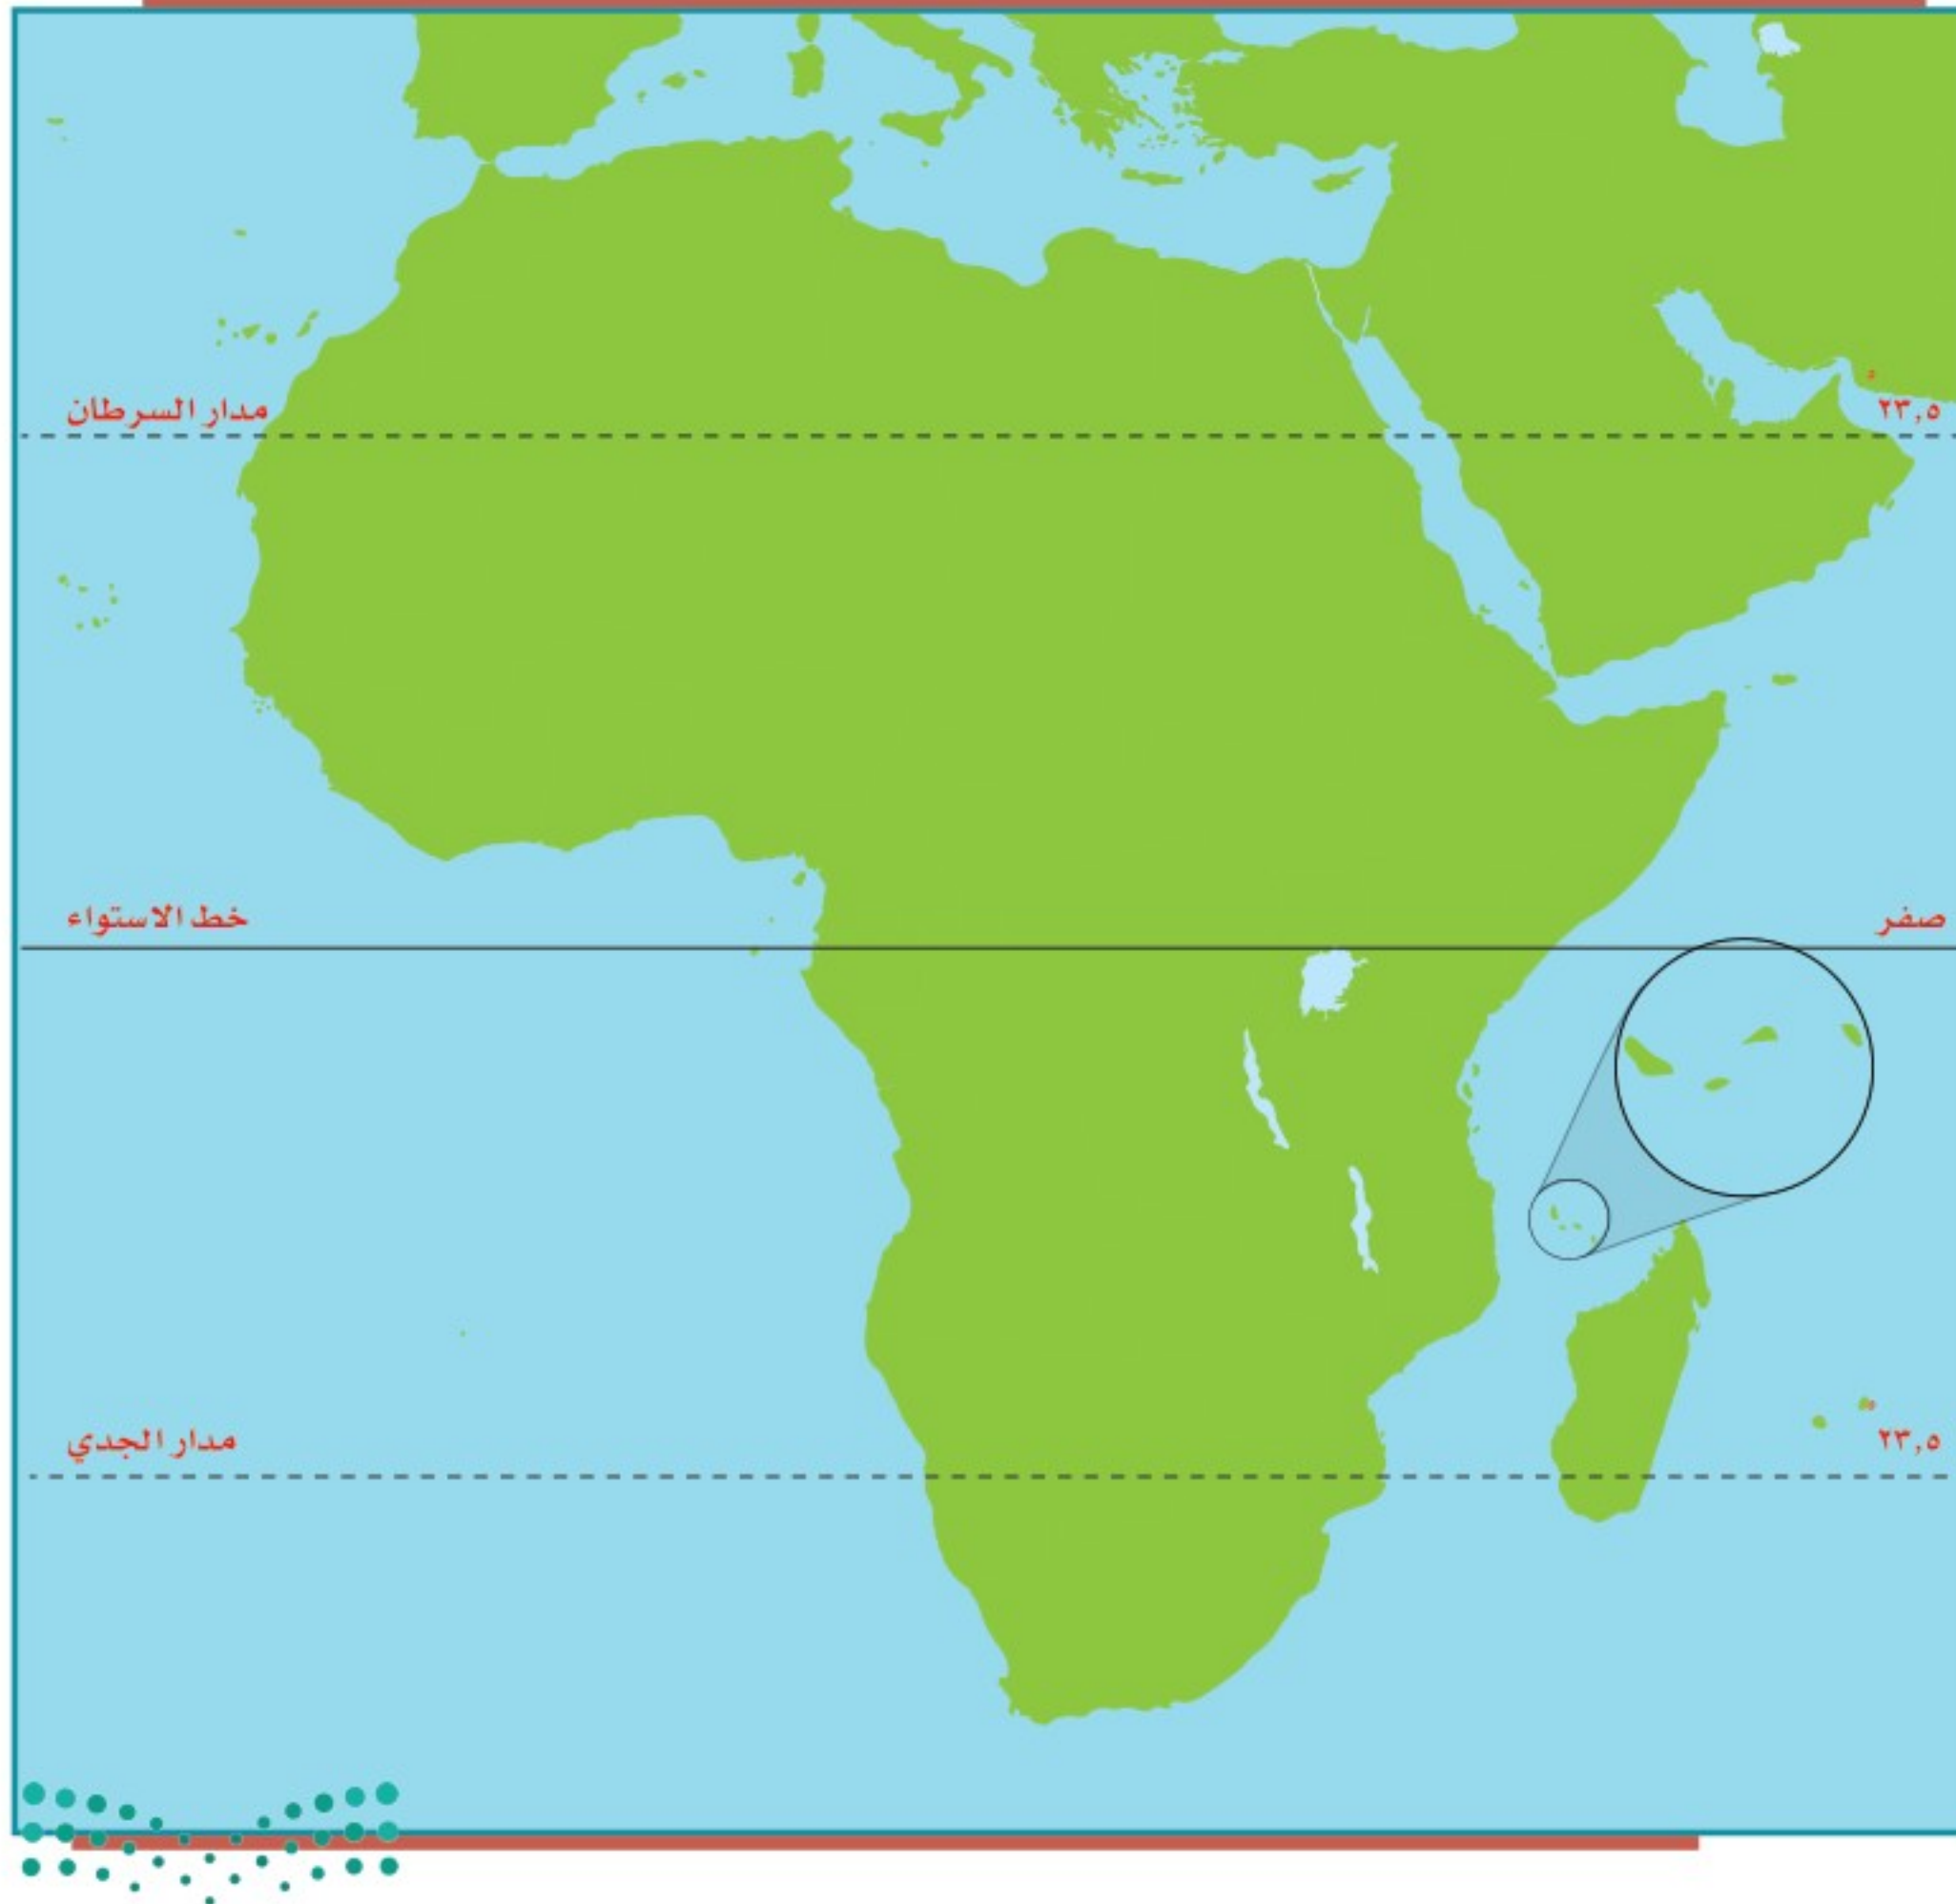 مدار السرطان
°٢٣,٥
خط الاستواء
صفر
مدار الجدي
°٢٣,٥